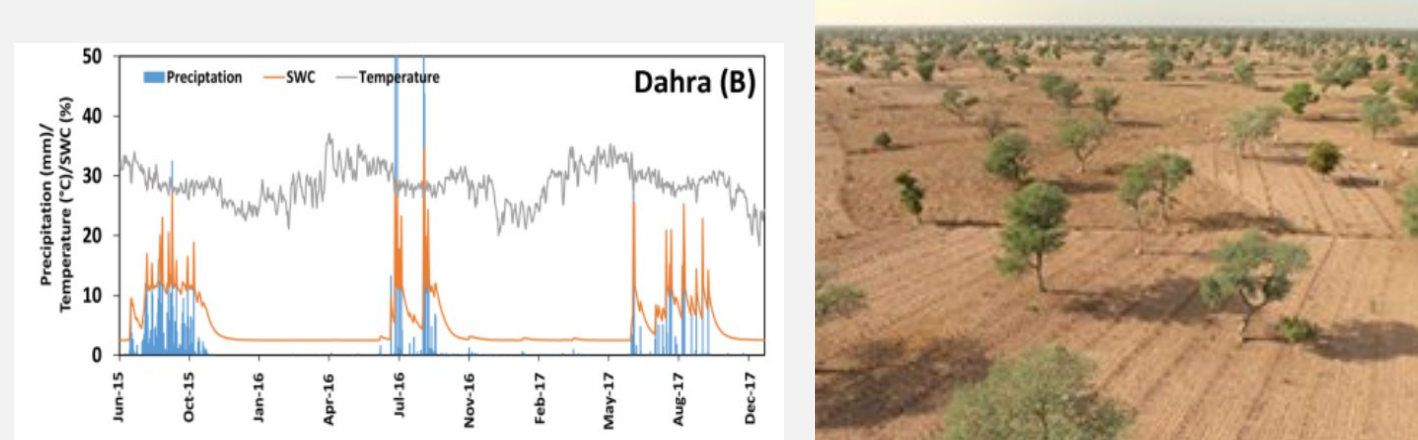 50
40
30
20
10
0
Precipitation (mm)/
Temperature (°C)/SWC (%)
Preciptation
SWC
Temperature
Dahra (B)
Jun-15
Oct-15
Jan-16
Apr-16
Jul-16
Nov-16
Feb-17
May-17
Aug-17
Dec-17